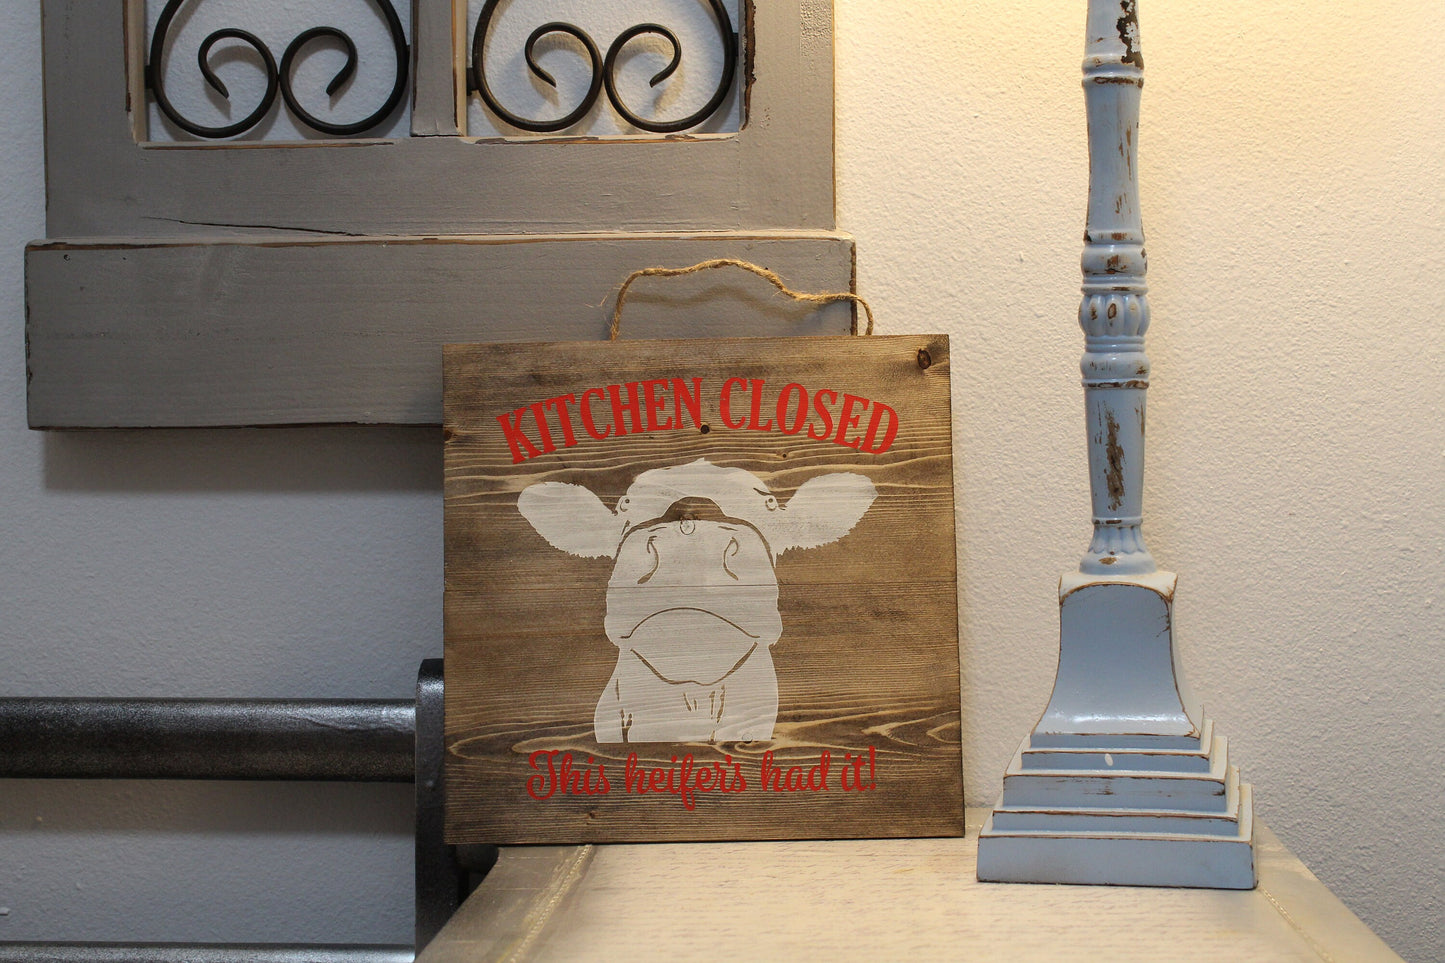 KITCHEN CLOSED
This heifer's had it!